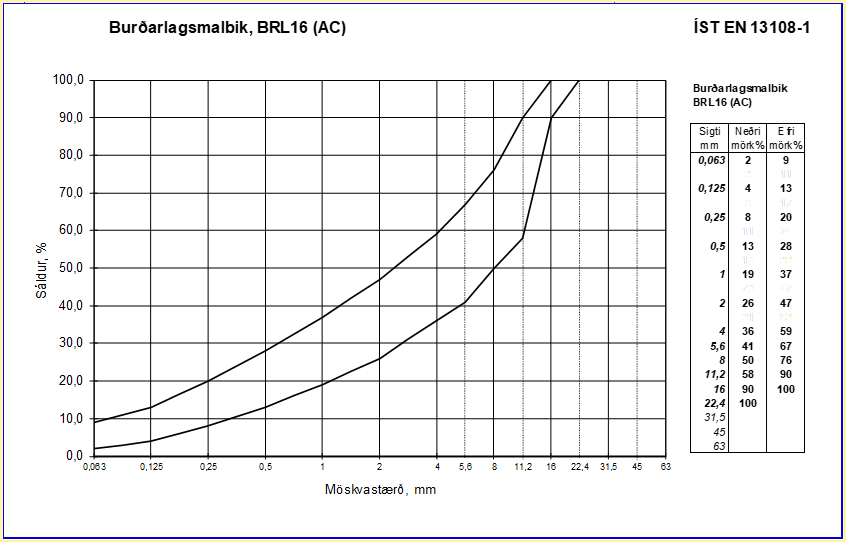 Burðarlagsmalbik, BRL16 (AC)
ÍST EN 13108-1
100,0
90,0
80,0
70,0
60,0
50,0
40,0
30,0
20,0
10,0
0,0
Sáldur, %
0,063 0,125 0,25 0,5 1 2 4 5,6 8 11,2 16 22,4 31,5 45 63
Möskvastærð, mm
Burðarlagsmalbik
BRL16 (AC)
Sigti Neðri Efri
mm mörk% mörk%
0,063 2 9
0,125 4 13
0,25 8 20
0,5 13 28
1 19 37
2 26 47
4 36 59
5,6 41 67
8 50 76
11,2 58 90
16 90 100
22,4 100
31,5
45
63